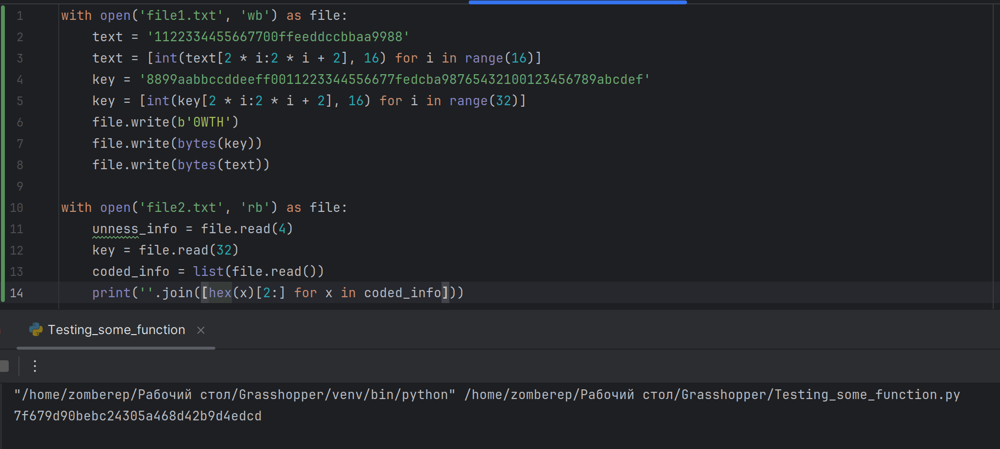 1 with open('file1.txt', 'wb') as file:
2     text = '1122334455667700ffeeddccbbaa9988'
3     text = [int(text[2 * i:2 * i + 2], 16) for i in range(16)]
4     key = '8899aabbccddeeff0011223344556677fedcba98765432100123456789abcdef'
5     key = [int(key[2 * i:2 * i + 2], 16) for i in range(32)]
6     file.write(b'0WTH')
7     file.write(bytes(key))
8     file.write(bytes(text))
9
10 with open('file2.txt', 'rb') as file:
11     unness_info = file.read(4)
12     key = file.read(32)
13     coded_info = list(file.read())
14     print(''.join([hex(x)[2:] for x in coded_info]))
Testing_some_function
"/home/zomberep/Рабочий стол/Grasshopper/venv/bin/python" /home/zomberep/Рабочий стол/Grasshopper/Testing_some_function.py
7f679d90bebc24305a468d42b9d4edcd